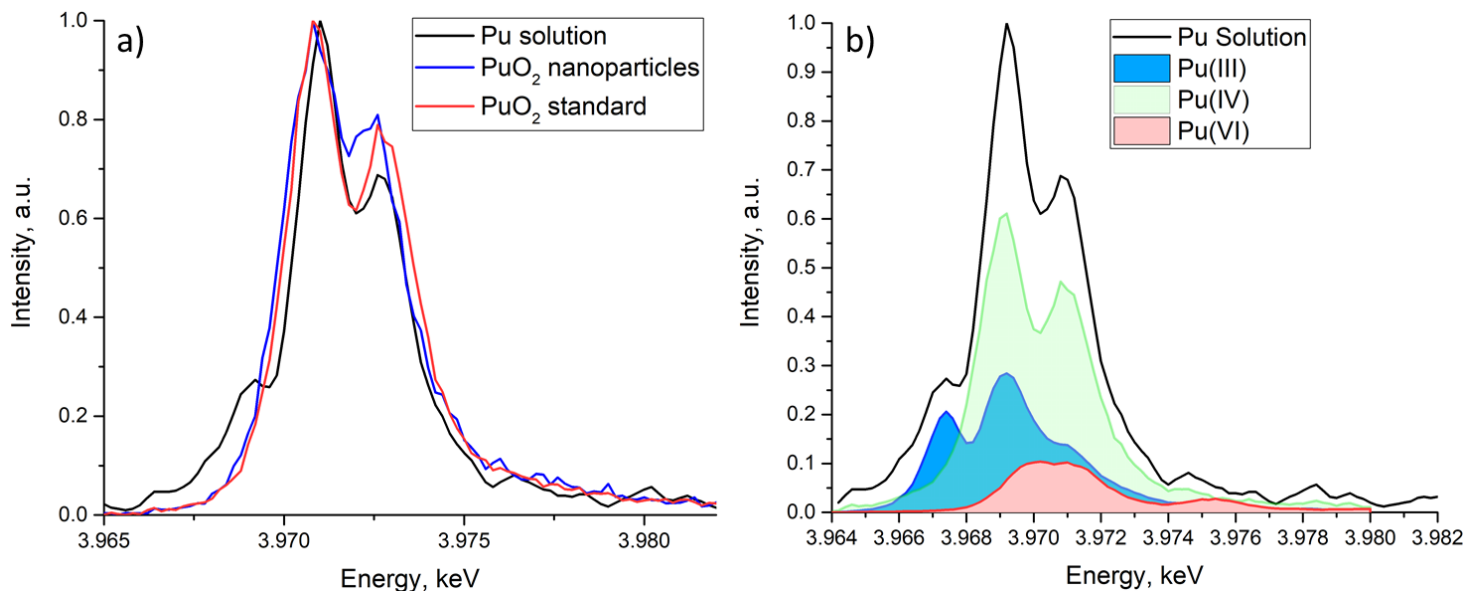 a)
Pu solution
PuO₂ nanoparticles
PuO₂ standard
Intensity, a.u.
1.0
0.8
0.6
0.4
0.2
0.0
3.965 3.970 3.975 3.980
Energy, keV
b)
Pu Solution
Pu(III)
Pu(IV)
Pu(VI)
Intensity, a.u.
1.0
0.9
0.8
0.7
0.6
0.5
0.4
0.3
0.2
0.1
0.0
3.964 3.966 3.968 3.970 3.972 3.974 3.976 3.978 3.980 3.982
Energy, keV